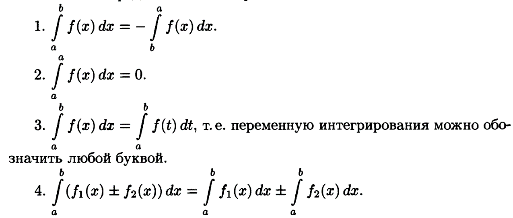 1. ∫_a^b f(x) dx = −∫_b^a f(x) dx.
2. ∫_a^a f(x) dx = 0.
3. ∫_a^b f(x) dx = ∫_a^b f(t) dt, т. е. переменную интегрирования можно обо-
значить любой буквой.
4. ∫_a^b (f₁(x) ± f₂(x)) dx = ∫_a^b f₁(x) dx ± ∫_a^b f₂(x) dx.